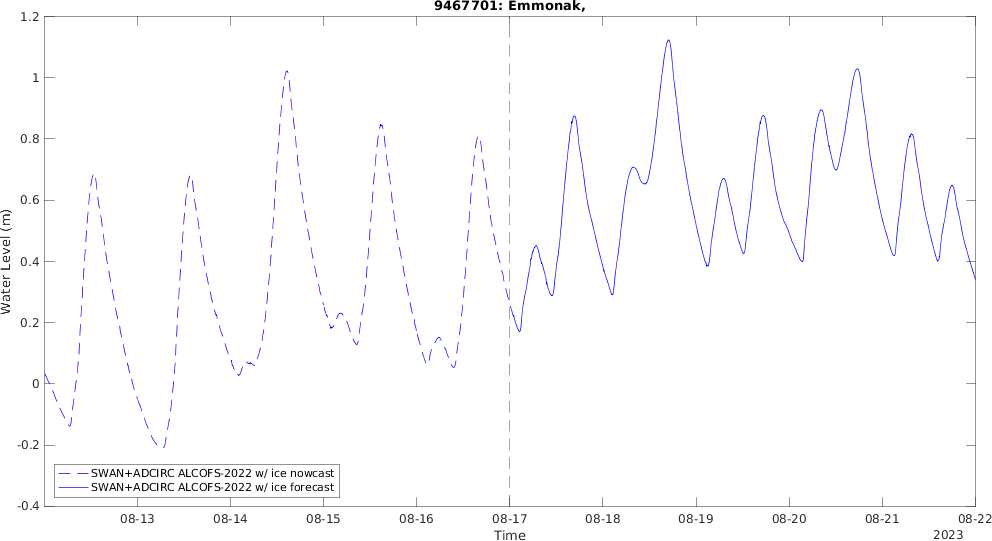 9467701: Emmonak,
1.2
1
0.8
0.6
0.4
0.2
0
-0.2
-0.4
Water Level (m)
SWAN+ADCIRC ALCOFS-2022 w/ ice nowcast
SWAN+ADCIRC ALCOFS-2022 w/ ice forecast
08-13 08-14 08-15 08-16 08-17 08-18 08-19 08-20 08-21 08-22
Time
2023